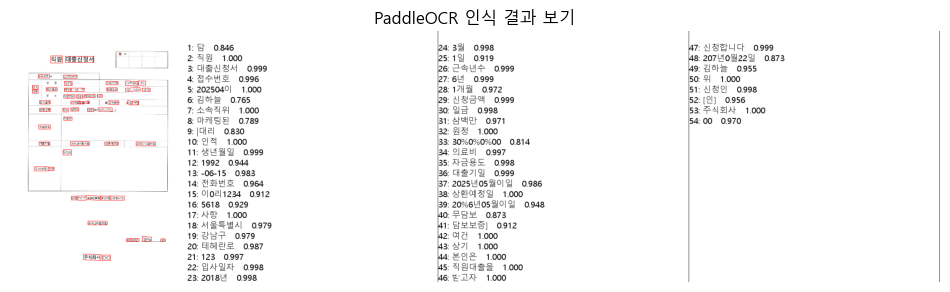 PaddleOCR 인식 결과 보기
직원 대출신청서
1: 담 0.846
2: 직원 1.000
3: 대출신청서 0.999
4: 접수번호 0.996
5: 202504이 1.000
6: 김하늘 0.765
7: 소속직위 1.000
8: 마케팅된 0.789
9: |대리 0.830
10: 인적 1.000
11: 생년월일 0.999
12: 1992 0.944
13: -06-15 0.983
14: 전화번호 0.964
15: 이0리1234 0.912
16: 5618 0.929
17: 사항 1.000
18: 서울특별시 0.979
19: 강남구 0.979
20: 테헤란로 0.987
21: 123 0.997
22: 입사일자 0.998
23: 2018년 0.998
24: 3월 0.998
25: 1일 0.919
26: 근속년수 0.999
27: 6년 0.999
28: 1개월 0.972
29: 신청금액 0.999
30: 일금 0.998
31: 삼백만 0.971
32: 원정 1.000
33: 30%0%0%00 0.814
34: 의료비 0.997
35: 자금용도 0.998
36: 대출기일 0.999
37: 2025년05월이일 0.986
38: 상환예정일 1.000
39: 20%6년05월이일 0.948
40: 무담보 0.873
41: 담보보증] 0.912
42: 여건 1.000
43: 상기 1.000
44: 본인은 1.000
45: 직원대출을 1.000
46: 받고자 1.000
47: 신청합니다 0.999
48: 207년0월22일 0.873
49: 김하늘 0.955
50: 위 1.000
51: 신청인 0.998
52: [인] 0.956
53: 주식회사 1.000
54: 00 0.970